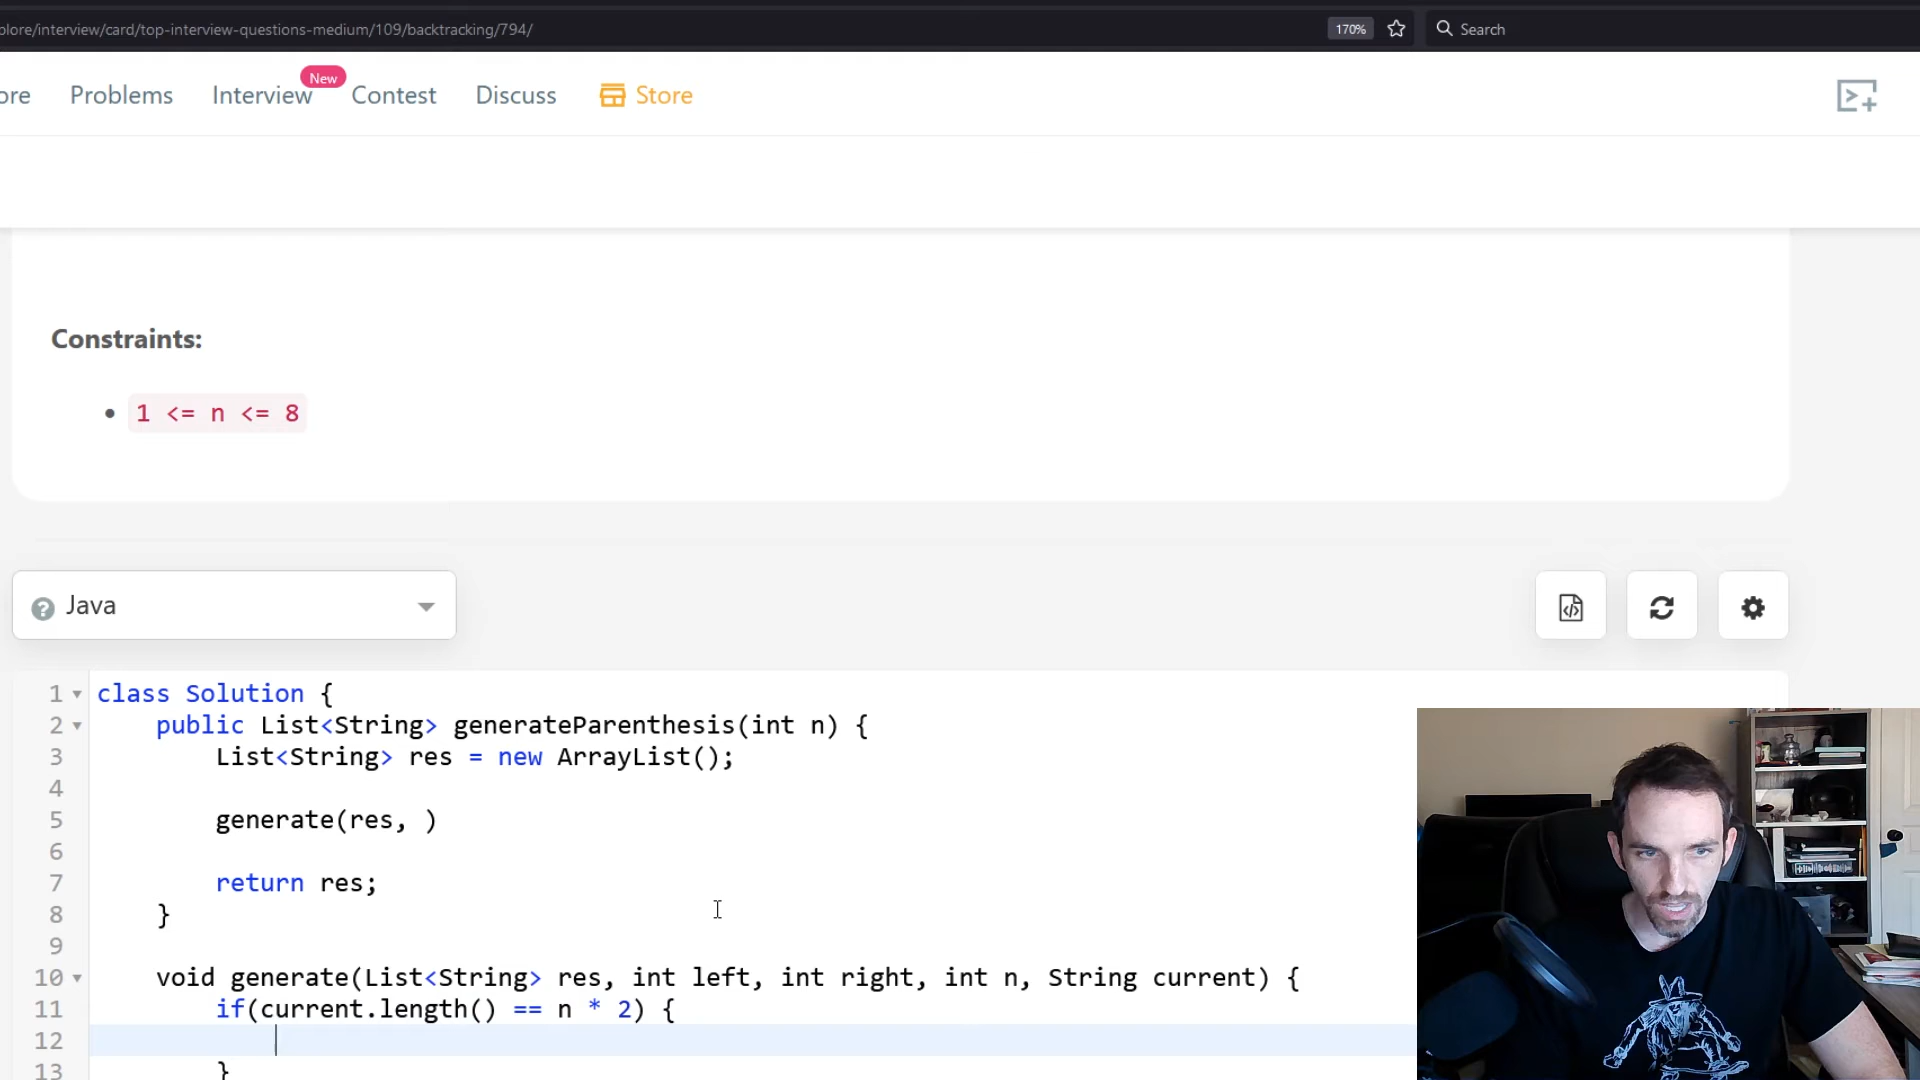 plore/interview/card/top-interview-questions-medium/109/backtracking/794/
170%
Search
ore
Problems
Interview
New
Contest
Discuss
Store
Constraints:
1 <= n <= 8
Java
1 class Solution {
2 public List<String> generateParenthesis(int n) {
3 List<String> res = new ArrayList();
4
5 generate(res, )
6
7 return res;
8 }
9
10 void generate(List<String> res, int left, int right, int n, String current) {
11 if(current.length() == n * 2) {
12
13 }